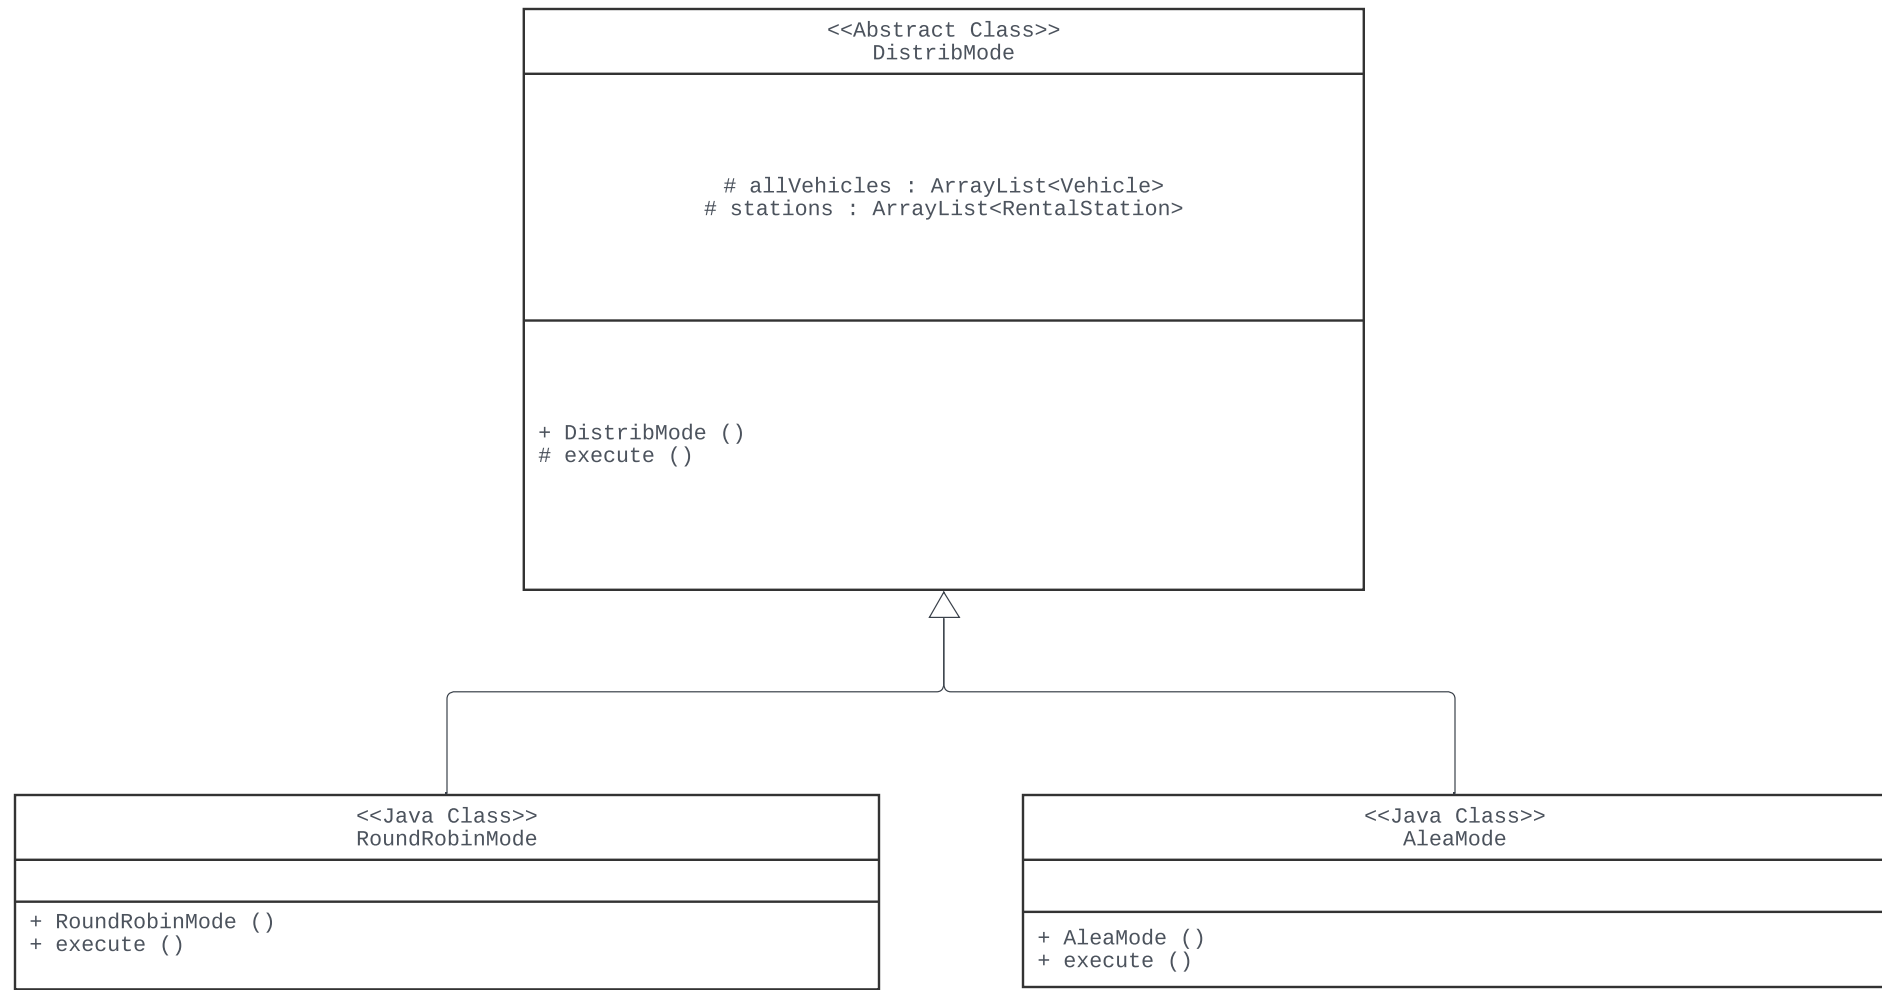 <<Abstract Class>>
DistribMode
# allVehicles : ArrayList<Vehicle>
# stations : ArrayList<RentalStation>
+ DistribMode ()
# execute ()
<<Java Class>>
RoundRobinMode
+ RoundRobinMode ()
+ execute ()
<<Java Class>>
AleaMode
+ AleaMode ()
+ execute ()